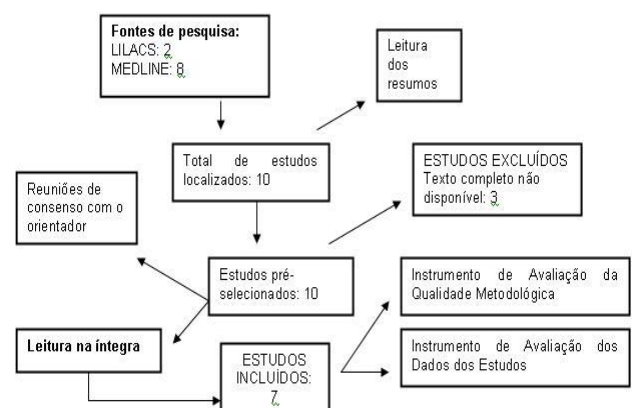 Fontes de pesquisa:
LILACS: 2
MEDLINE: 8
Leitura
dos
resumos
Total de estudos
localizados: 10
ESTUDOS EXCLUÍDOS
Texto completo não
disponível: 3
Reuniões de
consenso com o
orientador
Estudos pré-
selecionados: 10
Instrumento de Avaliação da
Qualidade Metodológica
Leitura na íntegra
ESTUDOS
INCLUÍDOS:
7
Instrumento de Avaliação dos
Dados dos Estudos